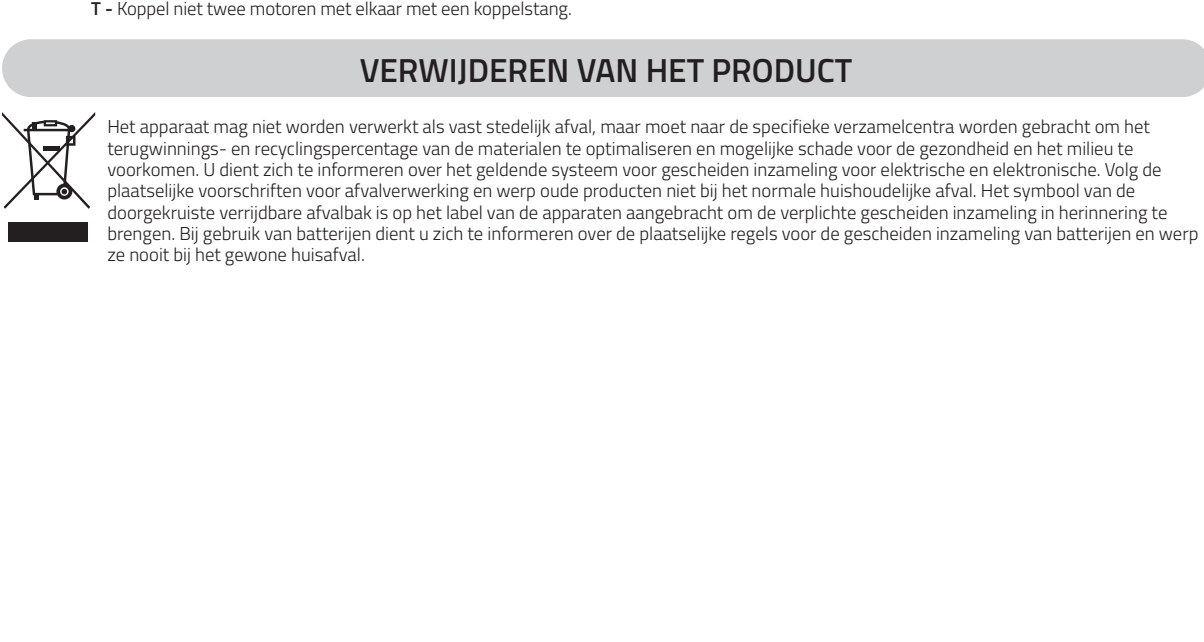 T - Koppel niet twee motoren met elkaar met een koppelstang.
VERWIJDEREN VAN HET PRODUCT
Het apparaat mag niet worden verwerkt als vast stedelijk afval, maar moet naar de specifieke verzamelcentra worden gebracht om het
terugwinnings- en recyclingspercentage van de materialen te optimaliseren en mogelijke schade voor de gezondheid en het milieu te
voorkomen. U dient zich te informeren over het geldende systeem voor gescheiden inzameling voor elektrische en elektronische. Volg de
plaatselijke voorschriften voor afvalverwerking en werp oude producten niet bij het normale huishoudelijke afval. Het symbool van de
doorgekruiste verrijdbare afvalbak is op het label van de apparaten aangebracht om de verplichte gescheiden inzameling in herinnering te
brengen. Bij gebruik van batterijen dient u zich te informeren over de plaatselijke regels voor de gescheiden inzameling van batterijen en werp
ze nooit bij het gewone huisafval.